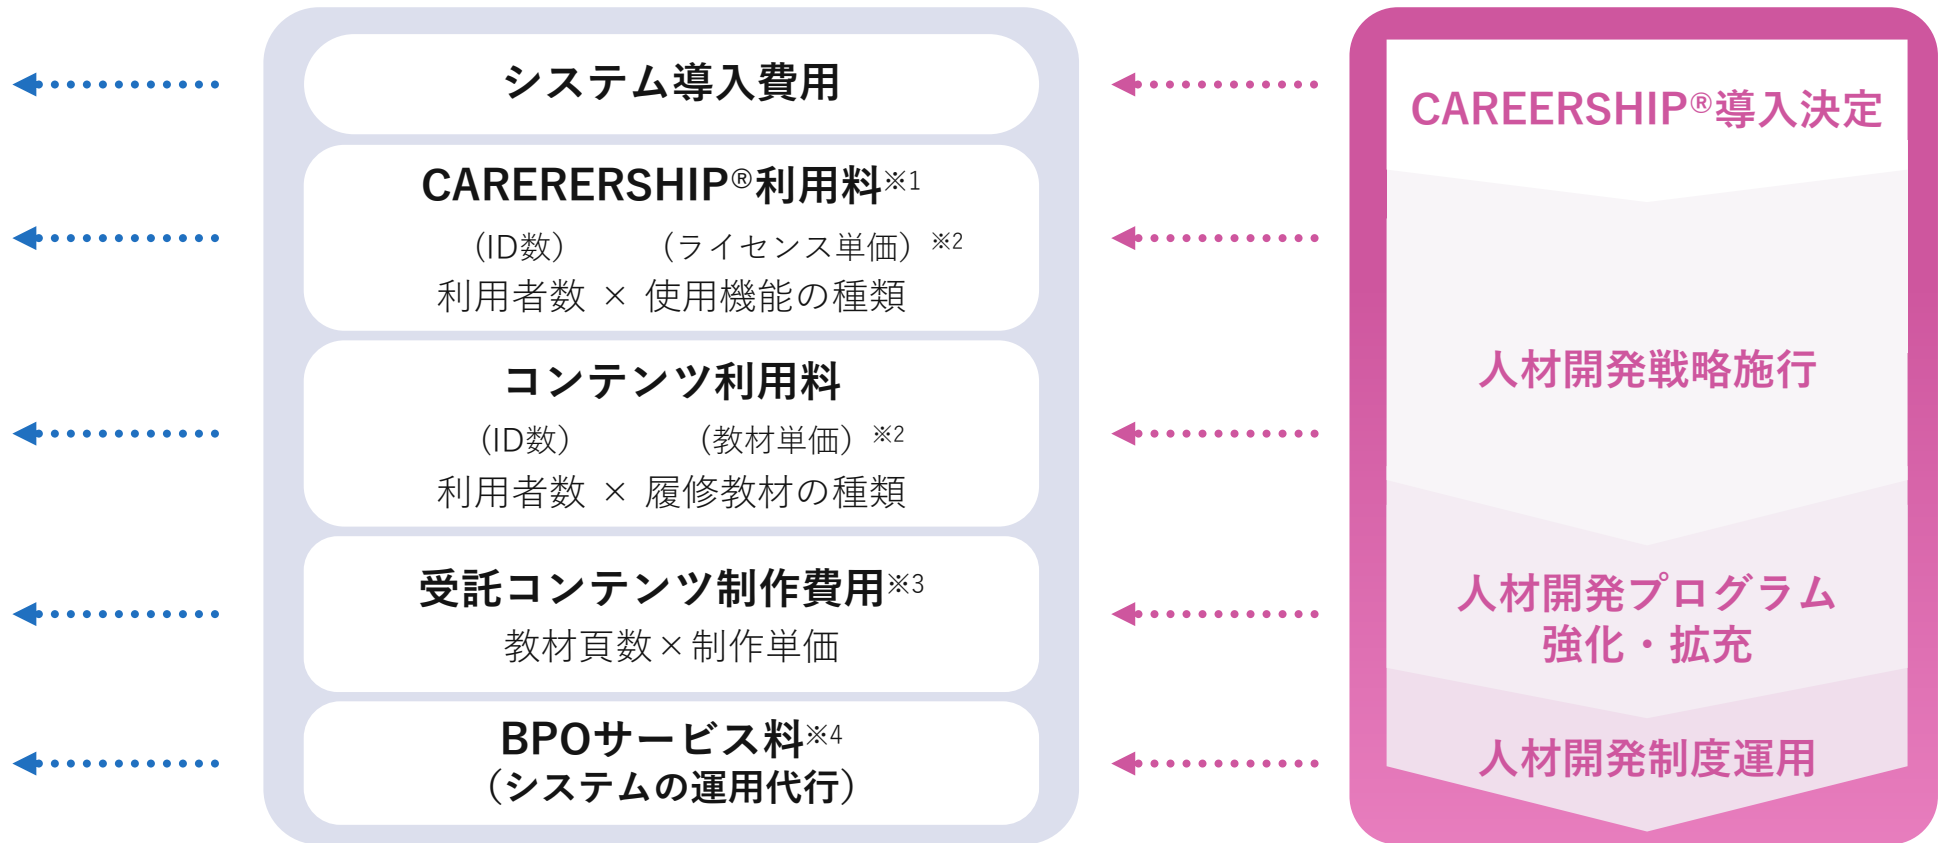 システム導入費用
CARERERSHIP®利用料※1
（ID数）　（ライセンス単価）※2
利用者数 × 使用機能の種類
コンテンツ利用料
（ID数）　（教材単価）※2
利用者数 × 履修教材の種類
受託コンテンツ制作費用※3
教材頁数×制作単価
BPOサービス料※4
（システムの運用代行）
CAREERSHIP®導入決定
人材開発戦略施行
人材開発プログラム
強化・拡充
人材開発制度運用